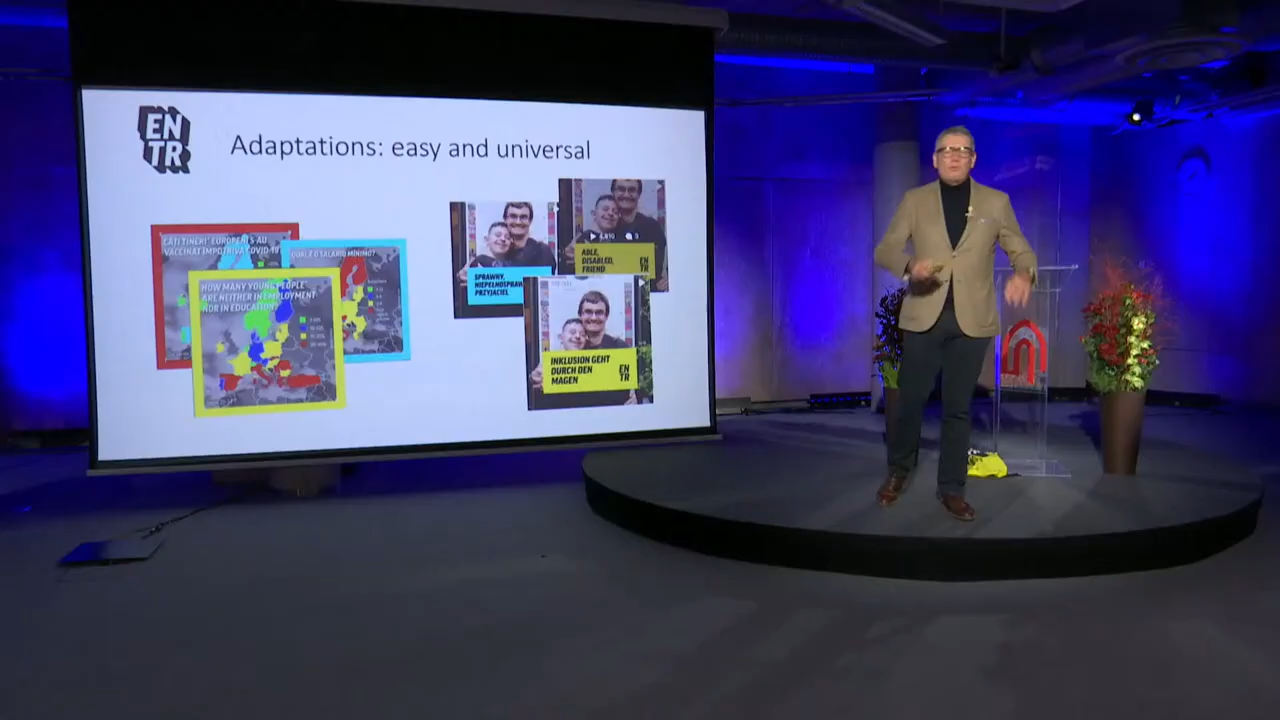 EN
TR
Adaptations: easy and universal
CÂȚI TINERI EUROPENI S-AU
VACCINAT ÎMPOTRIVA COVID-19
QUAL É O SALÁRIO MÍNIMO?
HOW MANY YOUNG PEOPLE
ARE NEITHER IN EMPLOYMENT
NOR IN EDUCATION?
SPRAWNY,
NIEPEŁNOSPRAW
PRZYJACIEL
ABLE,
DISABLED,
FRIEND
EN
TR
INKLUSION GEHT
DURCH DEN
MAGEN
EN
TR